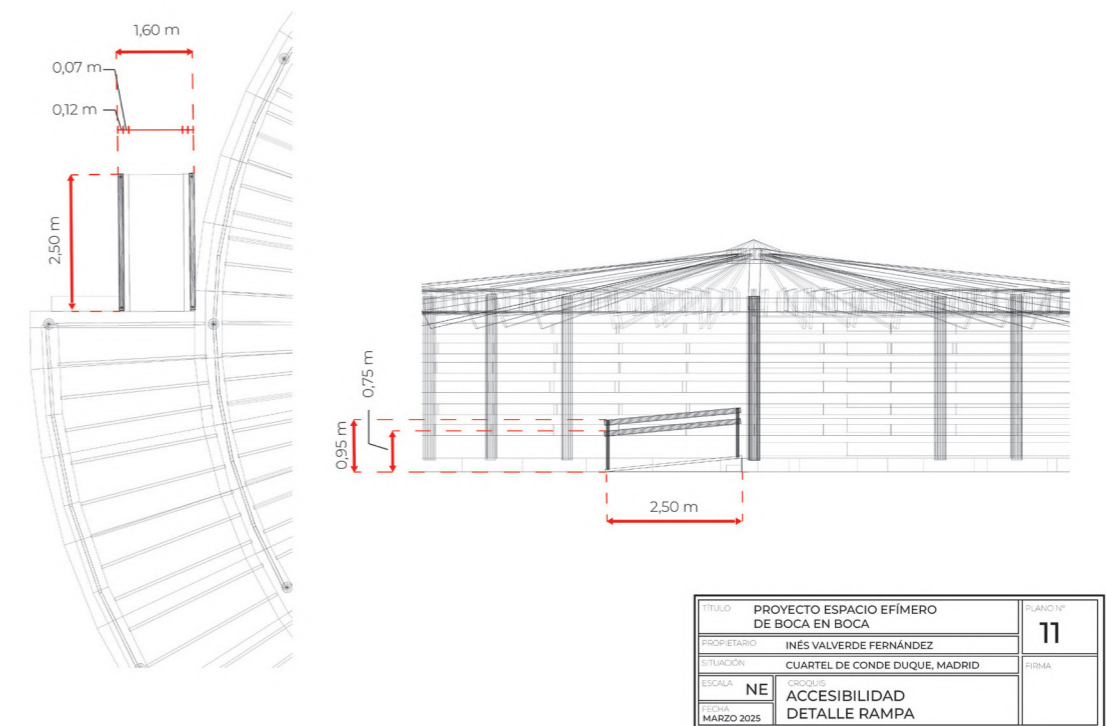 1,60 m
0,07 m
0,12 m
2,50 m
0,75 m
0,95 m
2,50 m
TÍTULO PROYECTO ESPACIO EFÍMERO
DE BOCA EN BOCA
PLANO Nº
11
PROPIETARIO INÉS VALVERDE FERNÁNDEZ
SITUACIÓN CUARTEL DE CONDE DUQUE, MADRID
FIRMA
ESCALA NE
CROQUIS
ACCESIBILIDAD
DETALLE RAMPA
FECHA
MARZO 2025